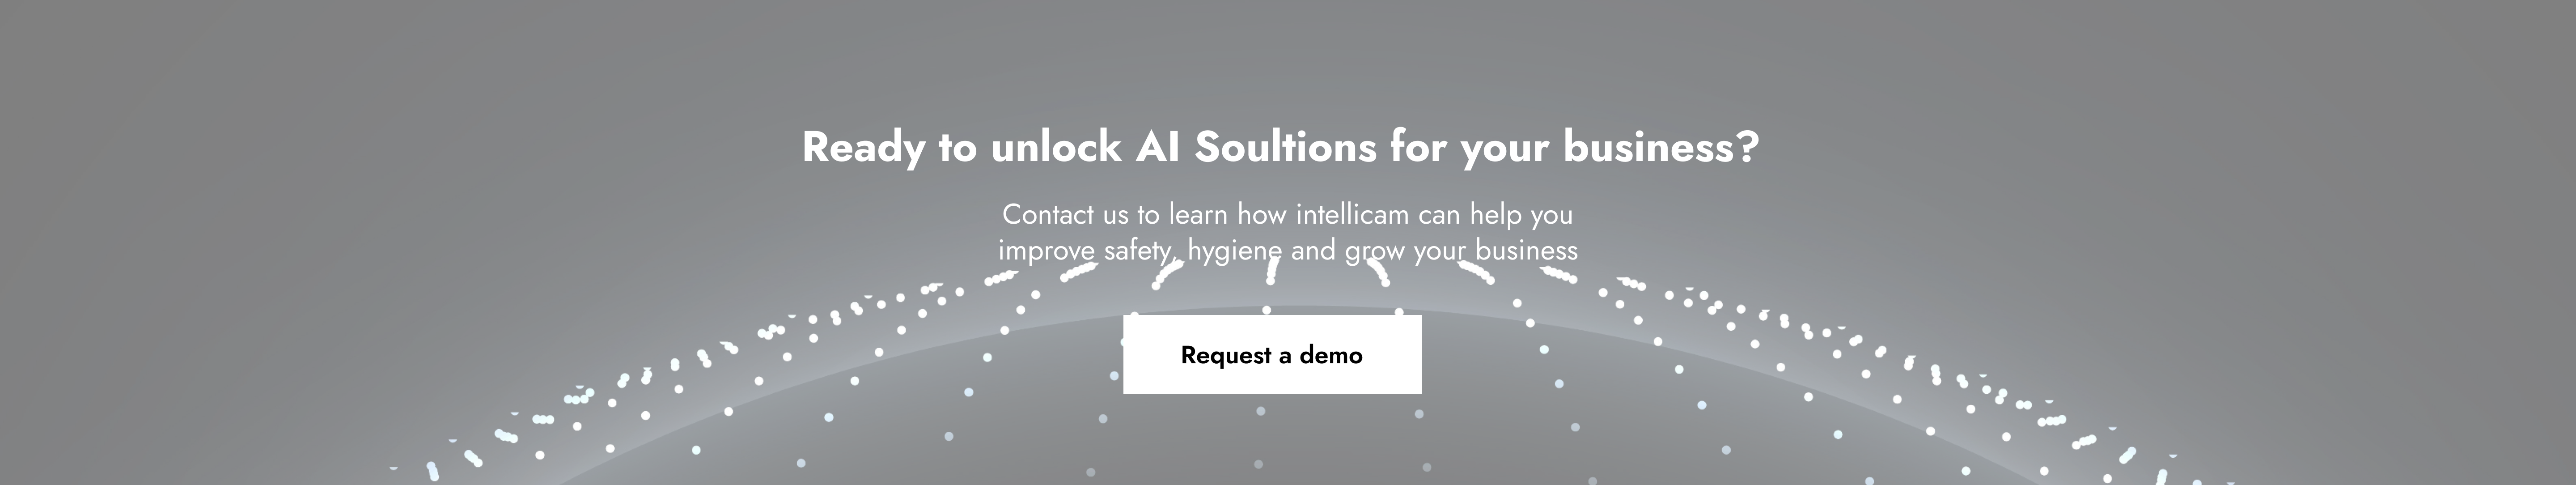 Ready to unlock AI Soultions for your business?
Contact us to learn how intellicam can help you
improve safety, hygiene and grow your business
Request a demo